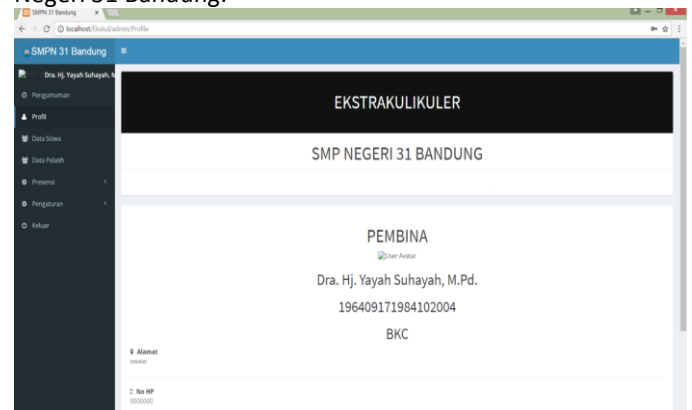 Negeri 31 Bandung.
SMPN 31 Bandung
localhost/Ekskul/admin/Profile
SMPN 31 Bandung
Dra. Hj. Yayah Suhayah, M
Pengumuman
Profil
Data Siswa
Data Pelatih
Presensi
Pengaturan
Keluar
EKSTRAKULIKULER
SMP NEGERI 31 BANDUNG
PEMBINA
User Avatar
Dra. Hj. Yayah Suhayah, M.Pd.
196409171984102004
BKC
Alamat
No HP
0000000